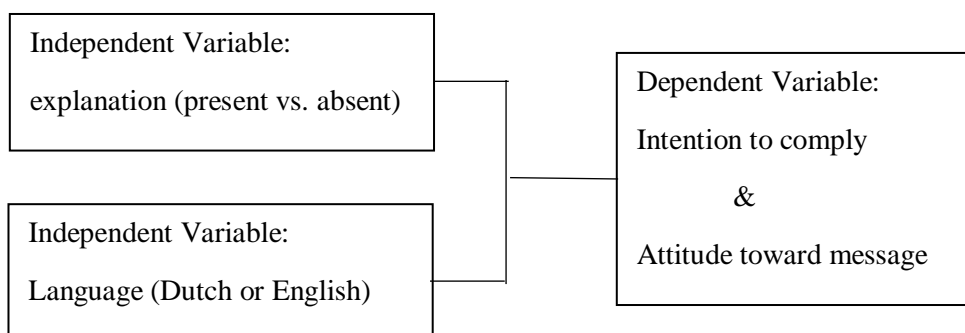 Independent Variable:
explanation (present vs. absent)
Independent Variable:
Language (Dutch or English)
Dependent Variable:
Intention to comply
&
Attitude toward message